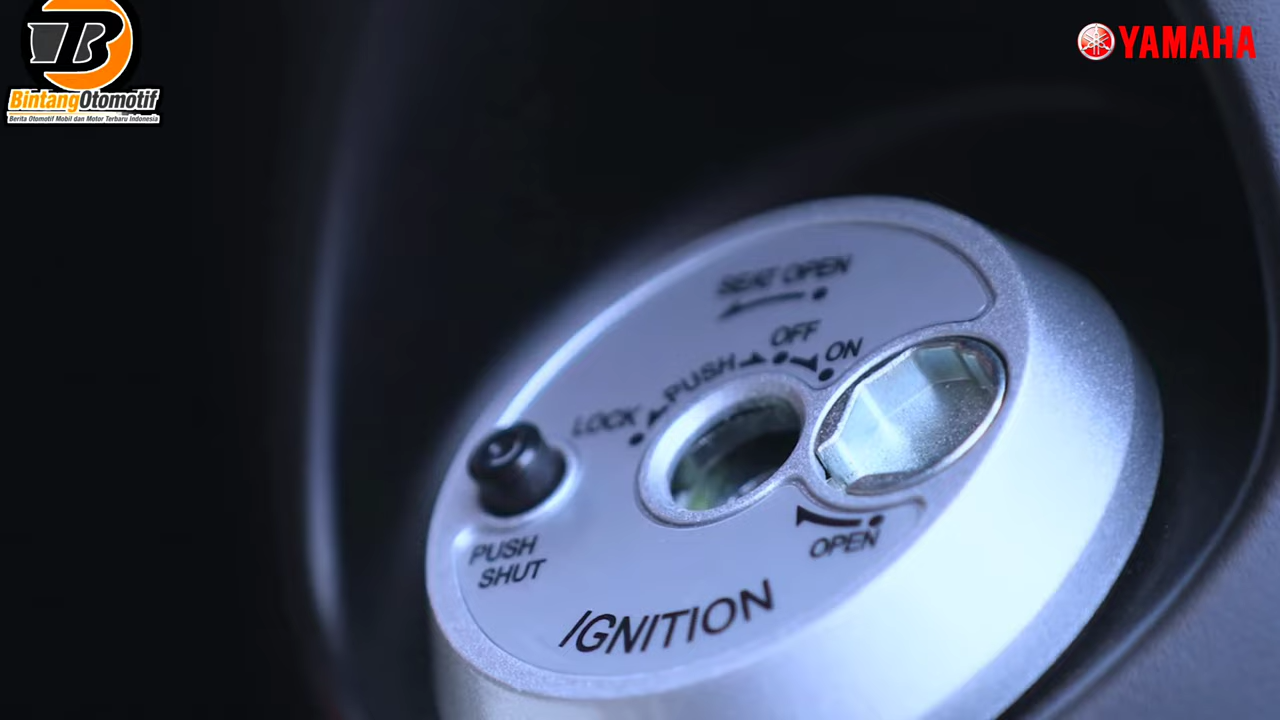 TB
BintangOtomotif
Berita Otomotif Mobil dan Motor Terbaru Indonesia
YAMAHA
SEAT OPEN
OFF
ON
PUSH
LOCK
PUSH
SHUT
OPEN
IGNITION